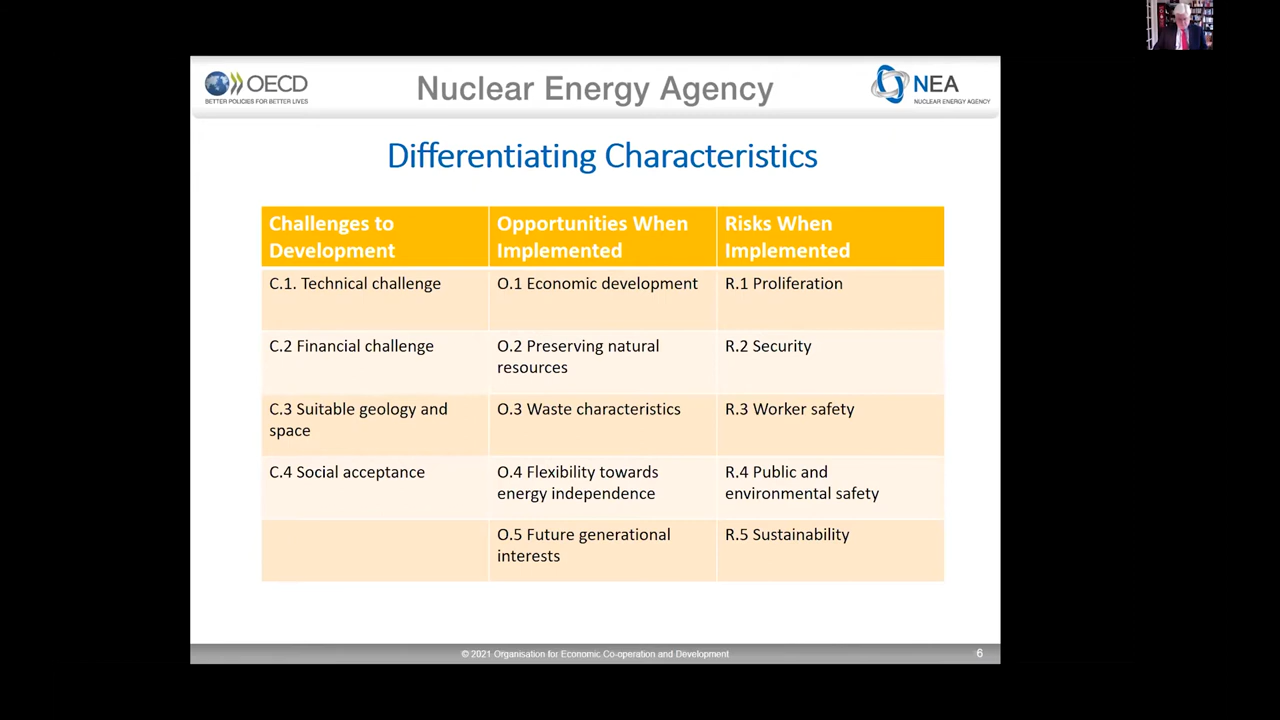 OECD
BETTER POLICIES FOR BETTER LIVES
Nuclear Energy Agency
NEA
NUCLEAR ENERGY AGENCY
Differentiating Characteristics
Challenges to
Development
Opportunities When
Implemented
Risks When
Implemented
C.1. Technical challenge
O.1 Economic development
R.1 Proliferation
C.2 Financial challenge
O.2 Preserving natural
resources
R.2 Security
C.3 Suitable geology and
space
O.3 Waste characteristics
R.3 Worker safety
C.4 Social acceptance
O.4 Flexibility towards
energy independence
R.4 Public and
environmental safety
O.5 Future generational
interests
R.5 Sustainability
© 2021 Organisation for Economic Co-operation and Development
6